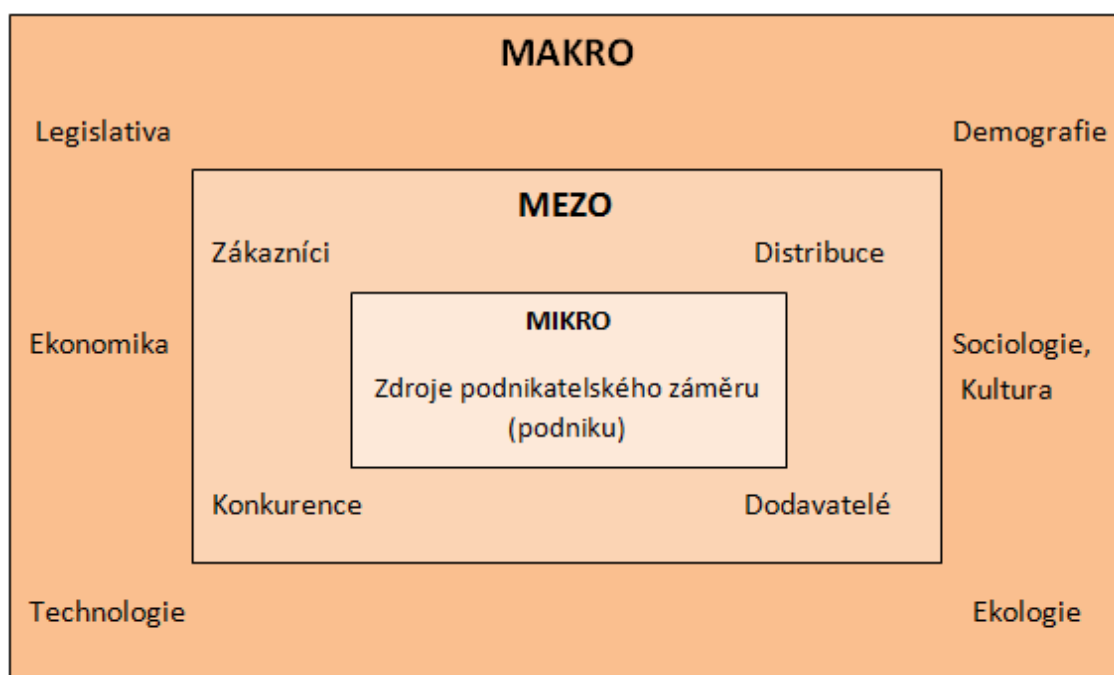 MAKRO
Legislativa
Demografie
MEZO
Zákazníci
Distribuce
MIKRO
Ekonomika
Zdroje podnikatelského záměru
(podniku)
Sociologie,
Kultura
Konkurence
Dodavatelé
Technologie
Ekologie